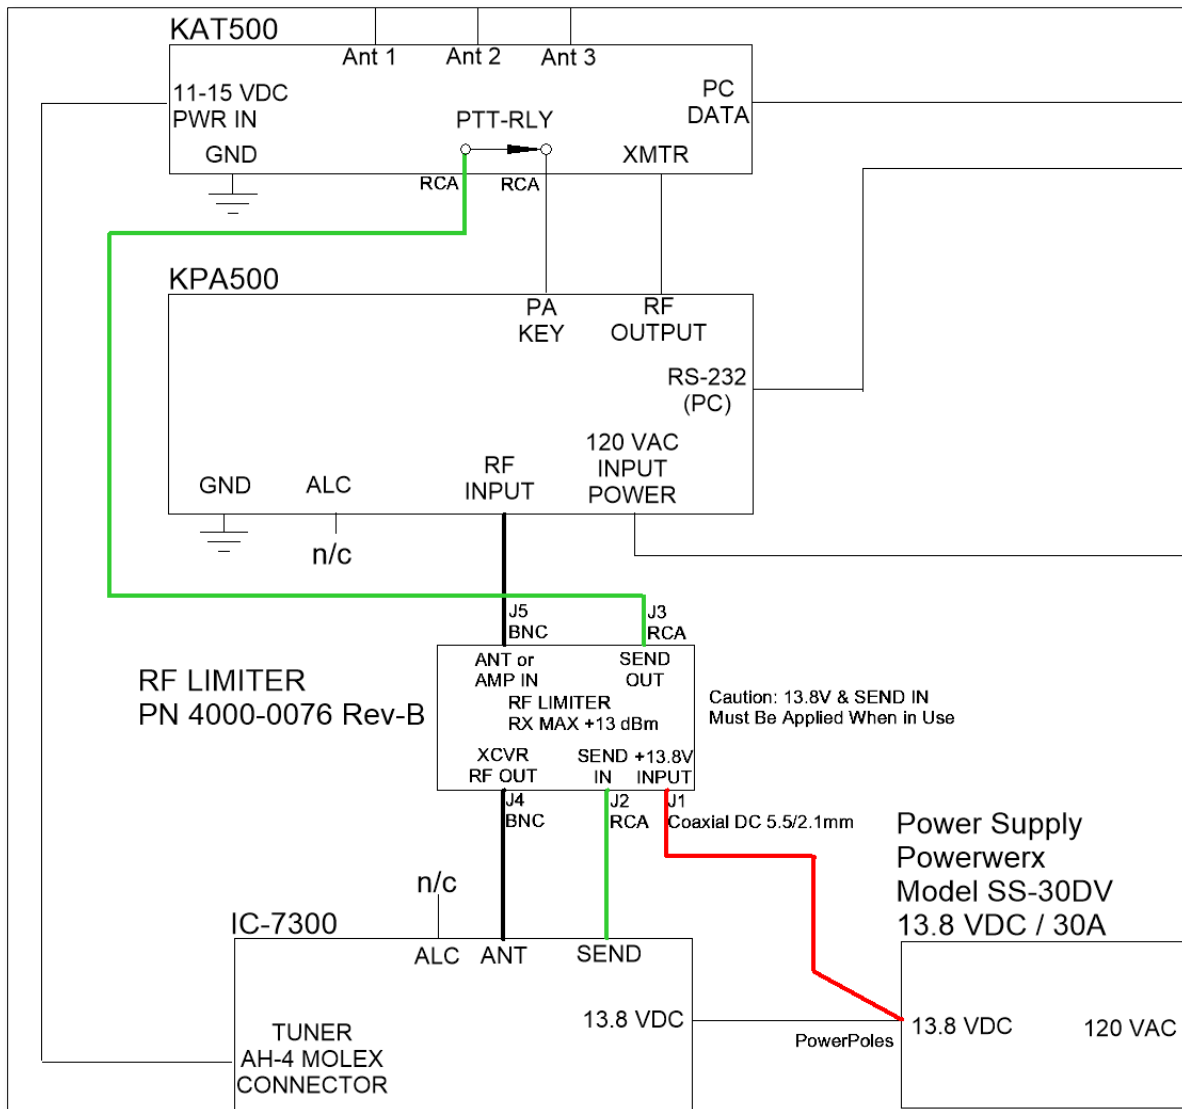 KAT500
Ant 1
Ant 2
Ant 3
11-15 VDC
PWR IN
PTT-RLY
PC
DATA
GND
XMTR
RCA
RCA
KPA500
PA
KEY
RF
OUTPUT
RS-232
(PC)
120 VAC
INPUT
POWER
RF
INPUT
GND
ALC
n/c
J5
BNC
J3
RCA
RF LIMITER
PN 4000-0076 Rev-B
ANT or
AMP IN
SEND
OUT
RF LIMITER
RX MAX +13 dBm
XCVR
RF OUT
SEND
IN
+13.8V
INPUT
Caution: 13.8V & SEND IN
Must Be Applied When in Use
J4
BNC
J2
RCA
J1
Coaxial DC 5.5/2.1mm
Power Supply
Powerwerx
Model SS-30DV
13.8 VDC / 30A
n/c
IC-7300
ALC
ANT
SEND
13.8 VDC
TUNER
AH-4 MOLEX
CONNECTOR
PowerPoles
13.8 VDC
120 VAC